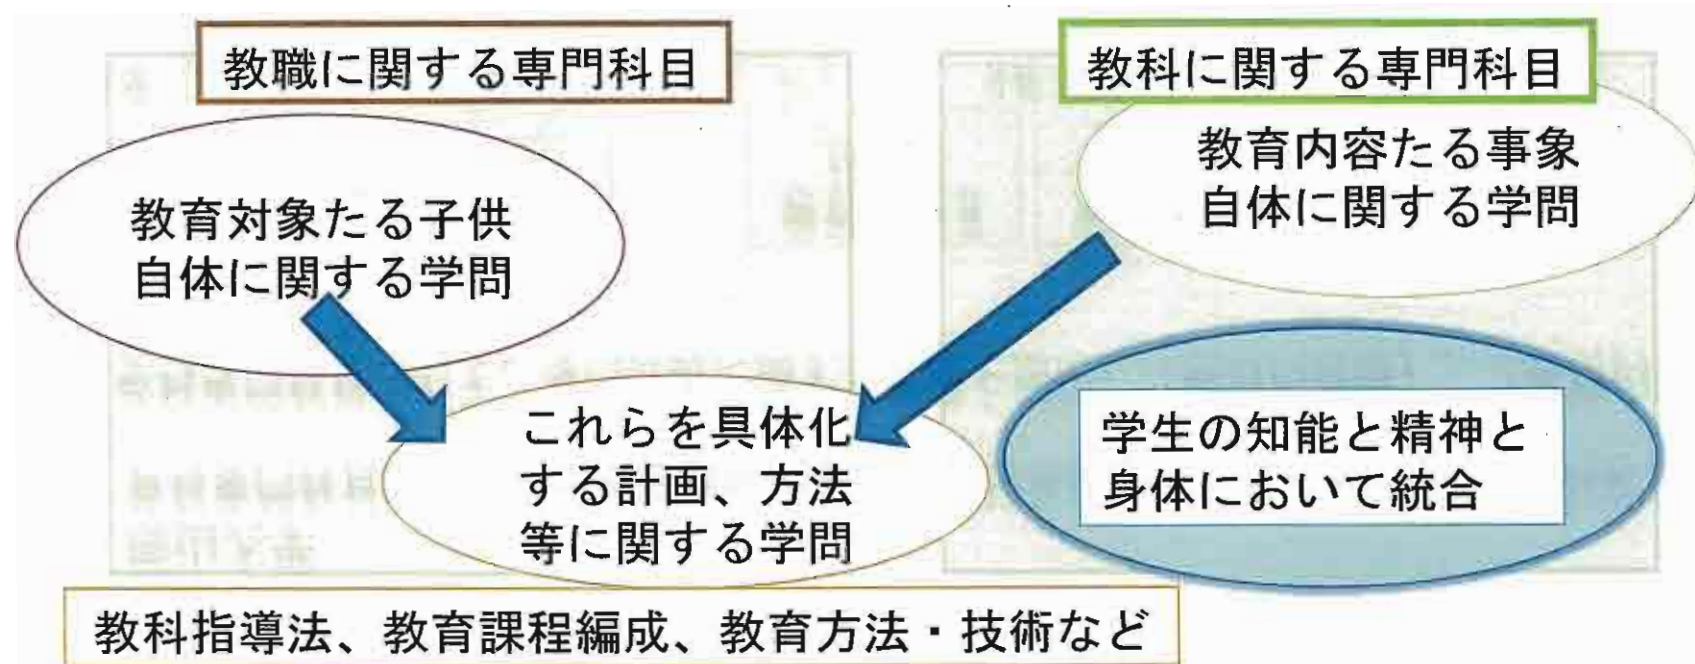 教職に関する専門科目
教科に関する専門科目
教育対象たる子供
自体に関する学問
教育内容たる事象
自体に関する学問
これらを具体化
する計画、方法
等に関する学問
学生の知能と精神と
身体において統合
教科指導法、教育課程編成、教育方法・技術など